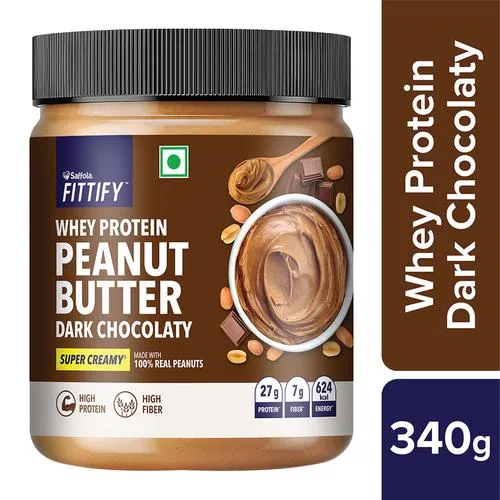 Saffola.
FITTIFY™
WHEY PROTEIN
PEANUT
BUTTER
DARK CHOCOLATY
SUPER CREAMY*
MADE WITH
100% REAL PEANUTS
HIGH
PROTEIN
HIGH
FIBER
27g
PROTEIN*
7g
FIBER*
624
kcal
ENERGY*
Whey Protein
Dark Chocolaty
340g